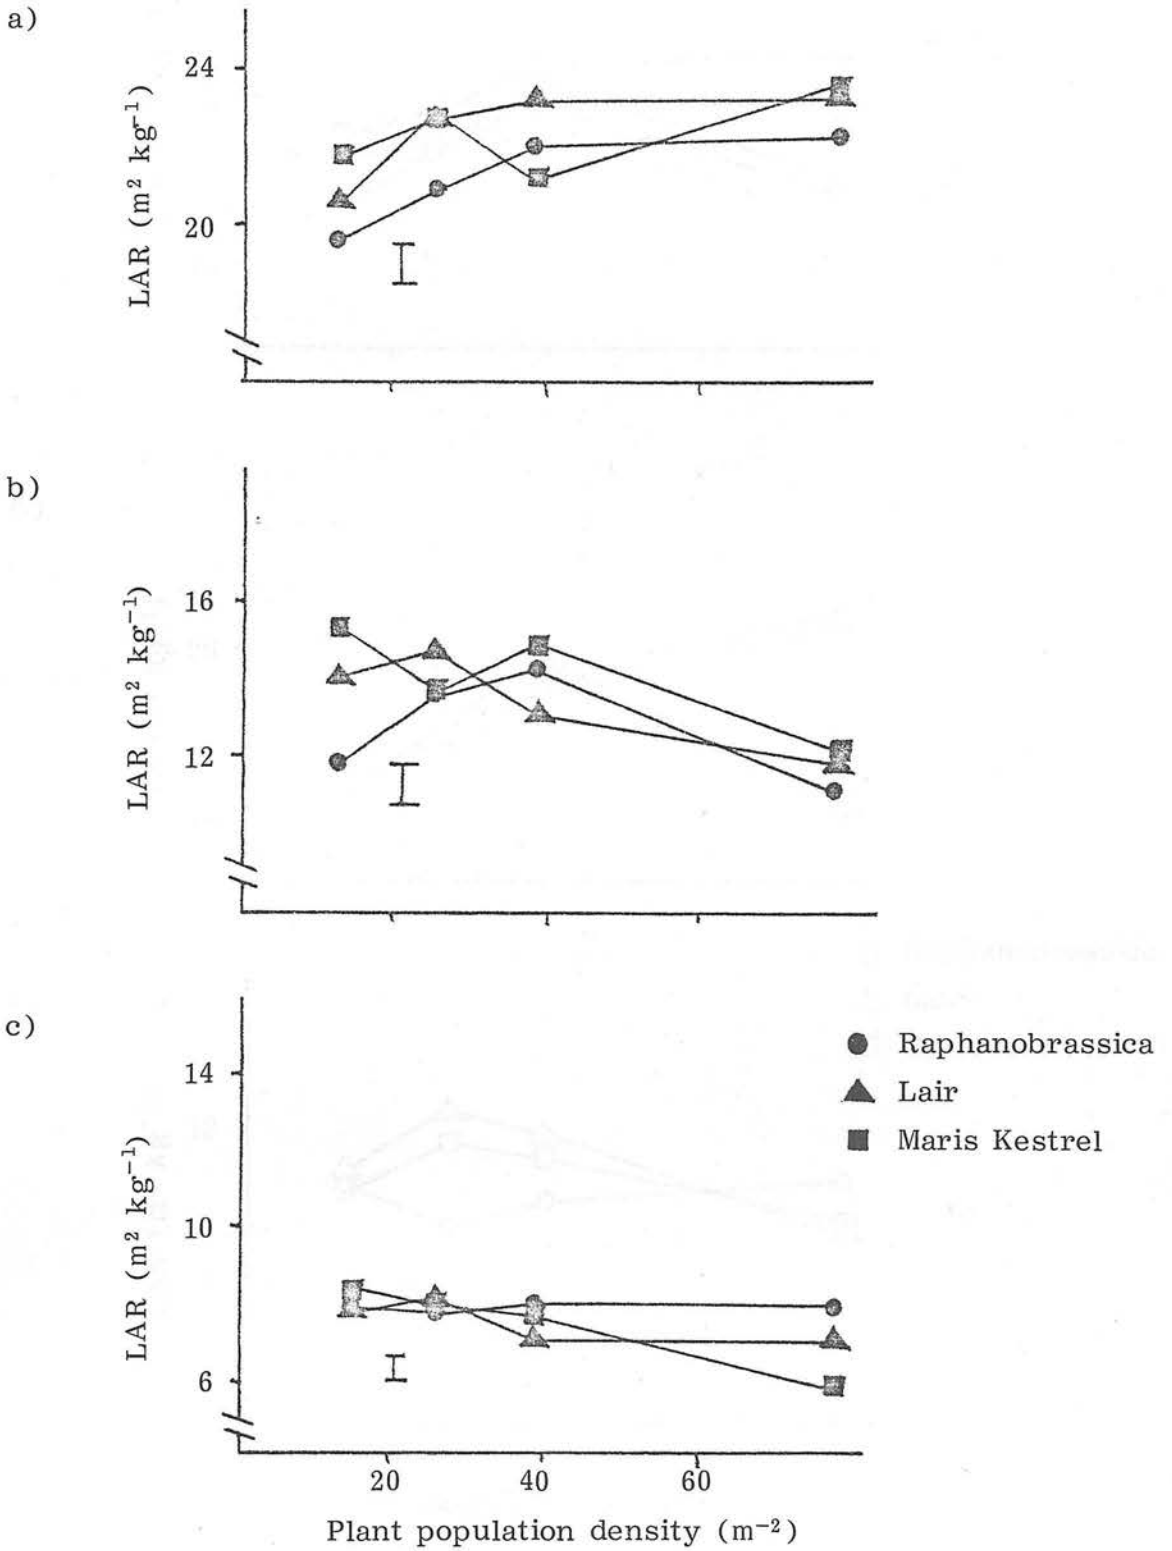 a)
24
20
LAR (m² kg⁻¹)
b)
16
12
LAR (m² kg⁻¹)
c)
14
10
6
LAR (m² kg⁻¹)
Raphanobrassica
Lair
Maris Kestrel
20 40 60
Plant population density (m⁻²)